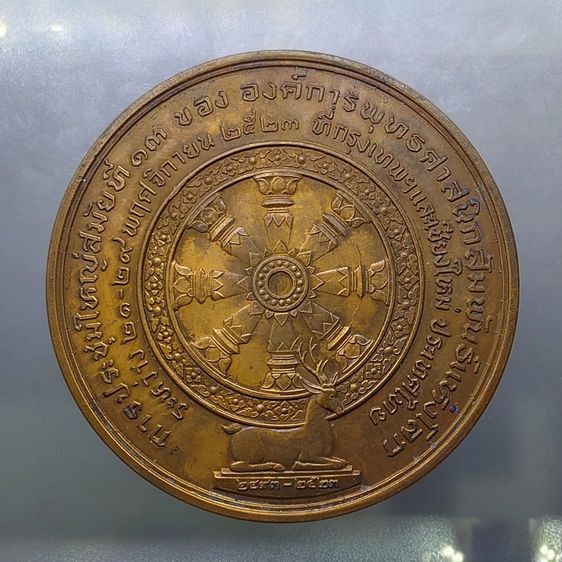 การประชุมใหญ่สมัยที่ ๑๓ ของ องค์การพุทธศาสนิกสัมพันธ์แห่งโลก
ระหว่าง ๒๑-๒๙ พฤศจิกายน ๒๕๒๓ ที่กรุงเทพฯและเชียงใหม่ ประเทศไทย
๒๔๙๓-๒๕๒๓